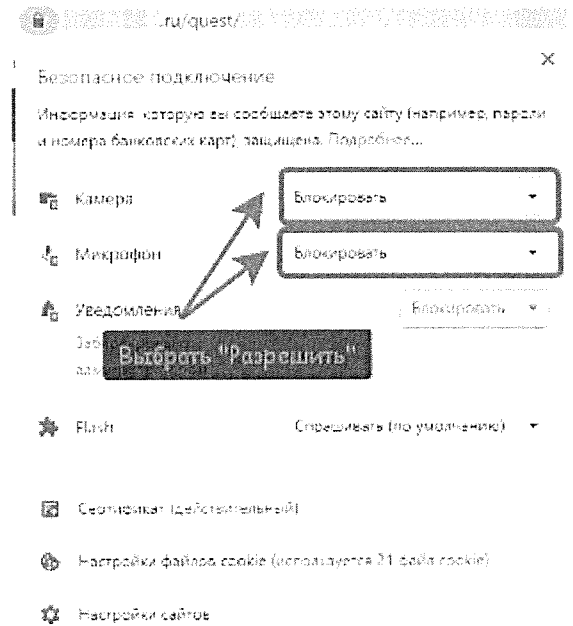 .ru/quest/
Безопасное подключение
Информация, которую вы сообщаете этому сайту (например, пароли
и номера банковских карт), защищена. Подробнее...
Камера
Блокировать
Микрофон
Блокировать
Уведомления
Блокировать
Выбрать "Разрешить"
Flash
Спрашивать (по умолчанию)
Сертификат (действительный)
Настройки файлов cookie (используется 21 файл cookie)
Настройки сайтов